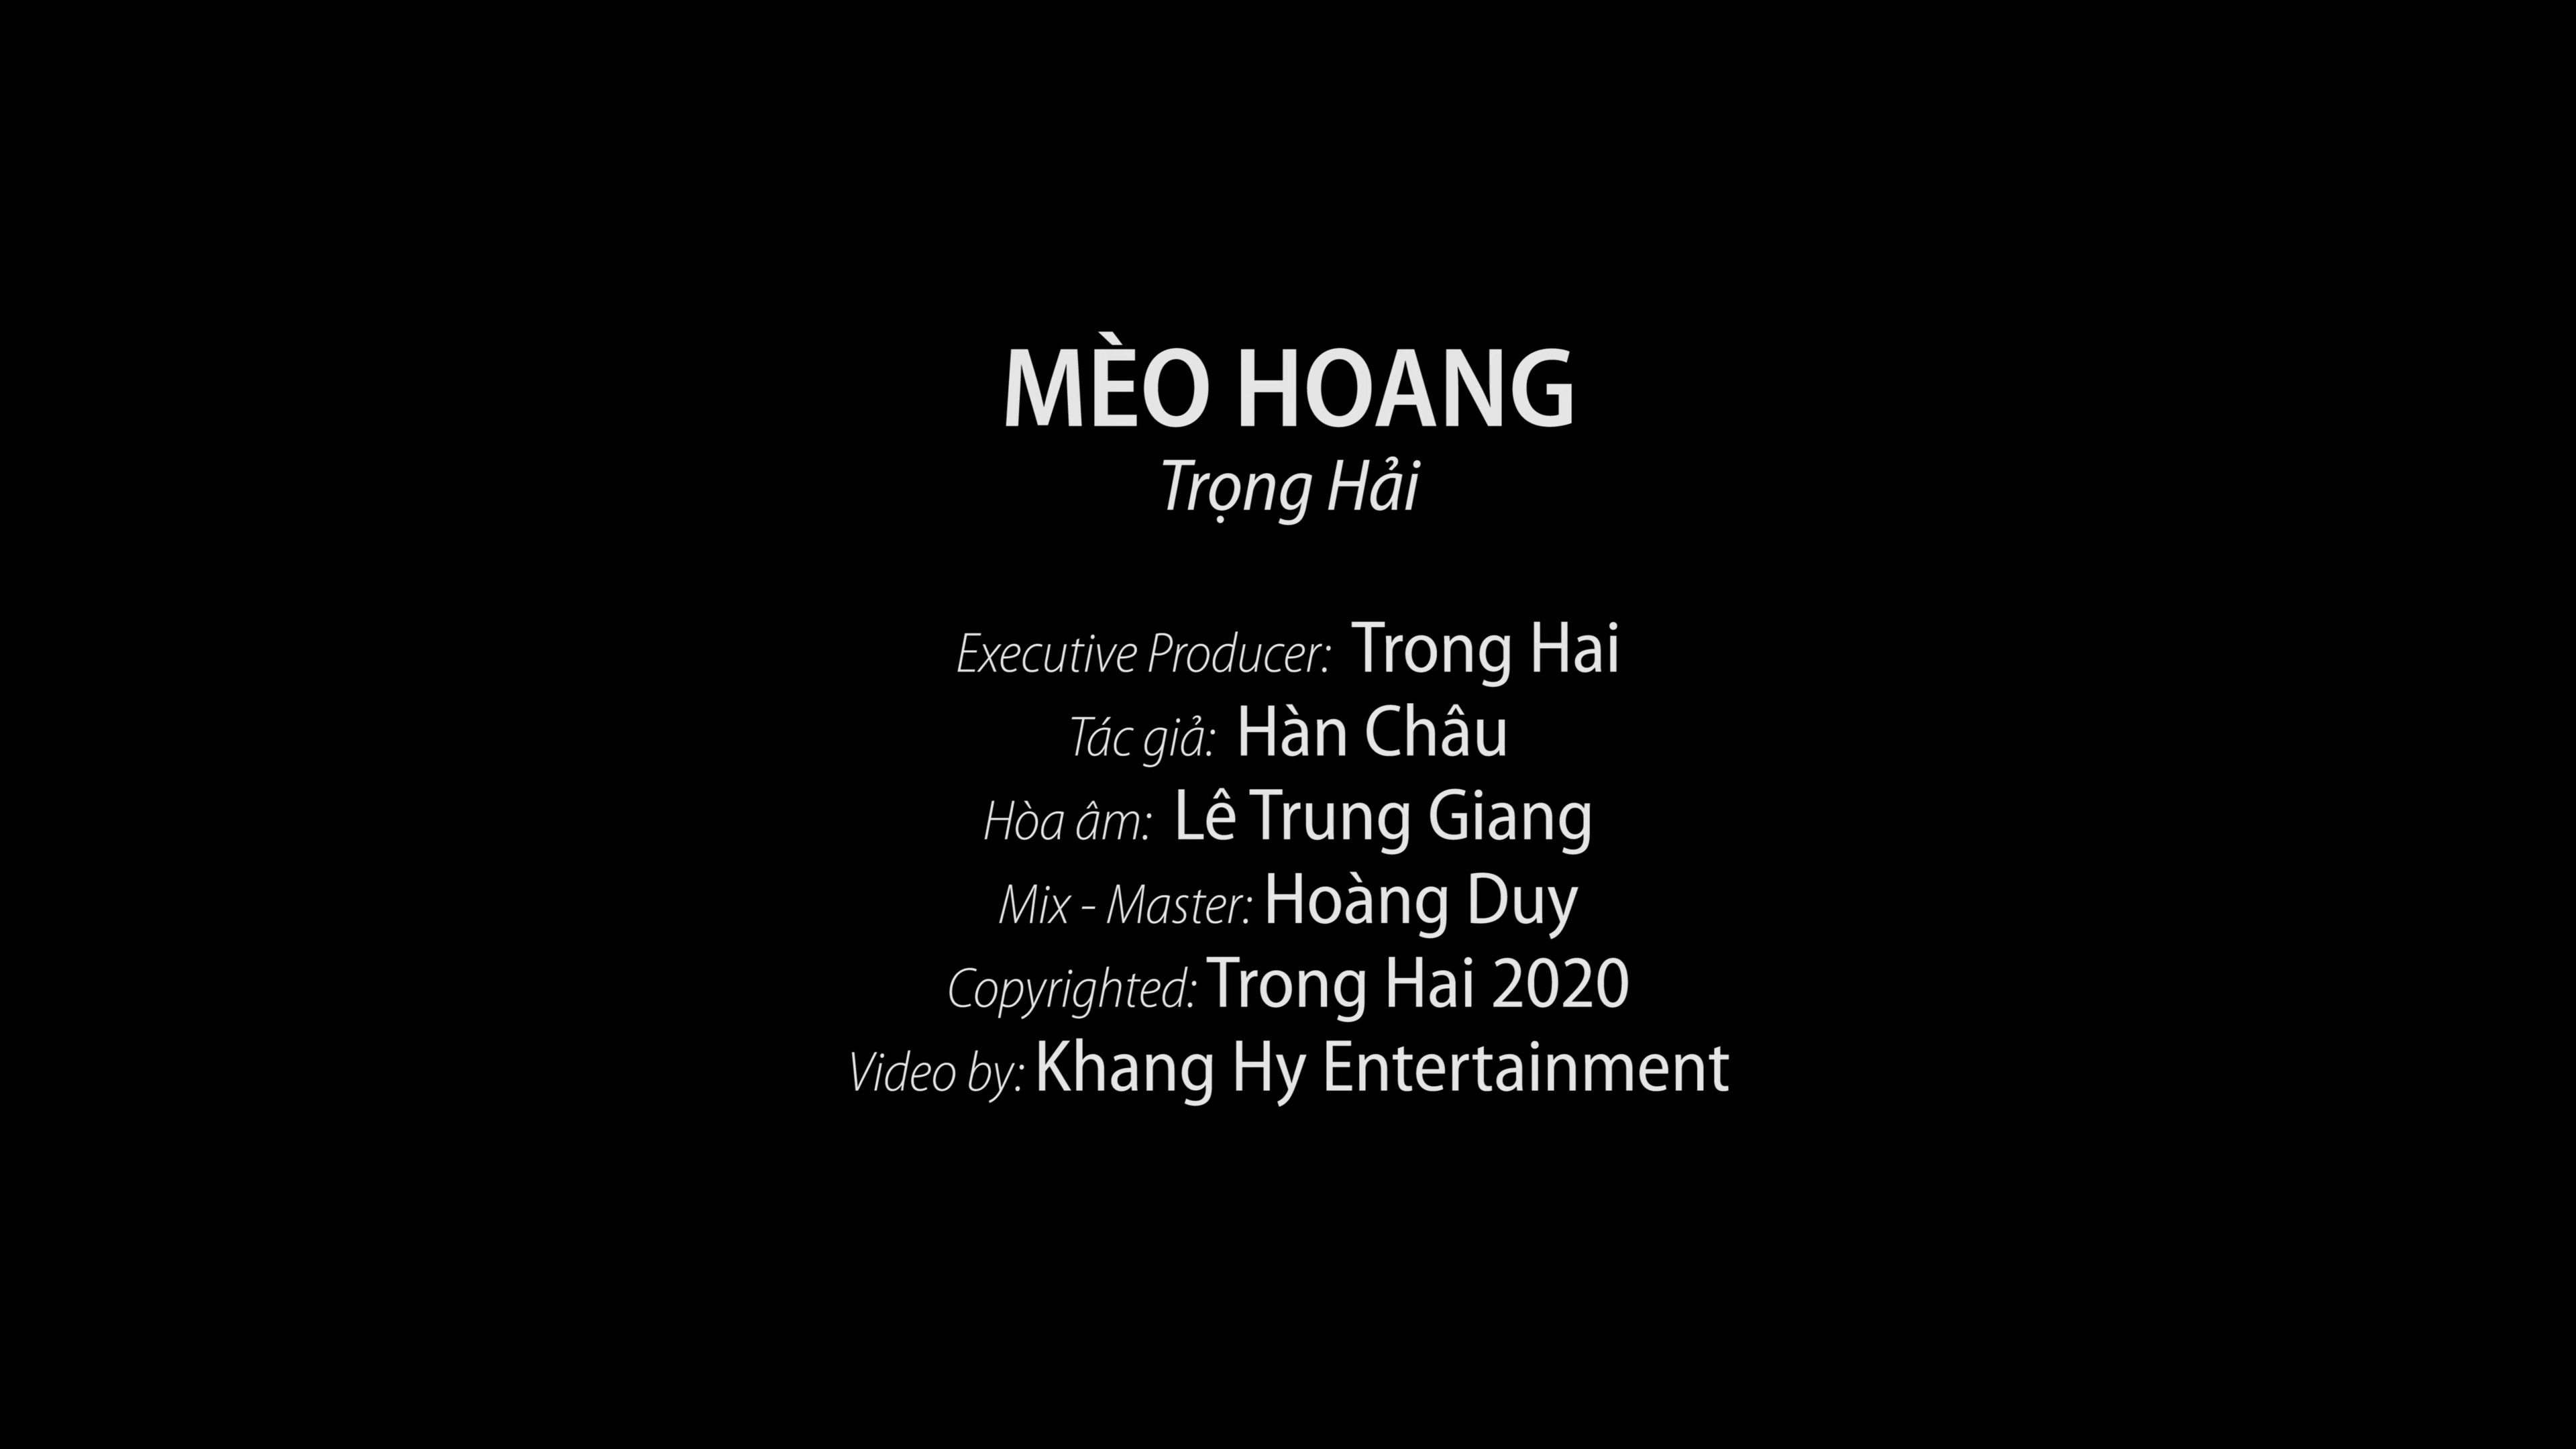 MÈO HOANG
Trọng Hải
Executive Producer: Trong Hai
Tác giả: Hàn Châu
Hòa âm: Lê Trung Giang
Mix - Master: Hoàng Duy
Copyrighted: Trong Hai 2020
Video by: Khang Hy Entertainment